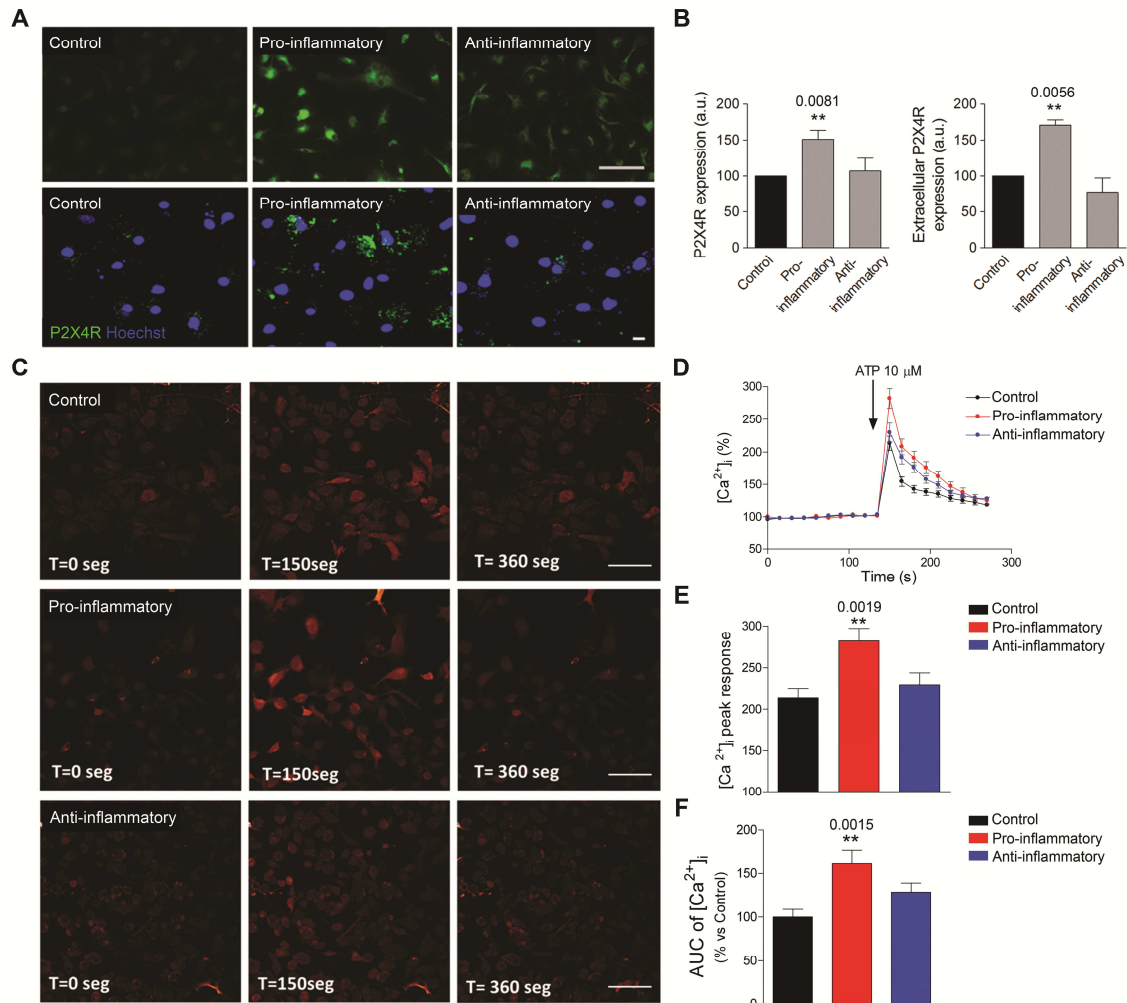 A
Control
Pro-inflammatory
Anti-inflammatory
Control
Pro-inflammatory
Anti-inflammatory
P2X4R Hoechst
B
P2X4R expression (a.u.)
200
150
100
50
0
0.0081
**
Control
Pro-
inflammatory
Anti-
inflammatory
Extracellular P2X4R
expression (a.u.)
200
150
100
50
0
0.0056
**
Control
Pro-
inflammatory
Anti-
inflammatory
C
Control
T=0 seg
T=150seg
T= 360 seg
Pro-inflammatory
T=0 seg
T=150seg
T= 360 seg
Anti-inflammatory
T=0 seg
T=150seg
T= 360 seg
D
ATP 10 μM
[Ca²⁺]ᵢ (%)
300
250
200
150
100
50
0
100
200
300
Time (s)
Control
Pro-inflammatory
Anti-inflammatory
E
[Ca ²⁺]ᵢ peak response
300
250
200
150
100
0.0019
**
Control
Pro-inflammatory
Anti-inflammatory
F
AUC of [Ca²⁺]ᵢ
(% vs Control)
200
150
100
50
0
0.0015
**
Control
Pro-inflammatory
Anti-inflammatory